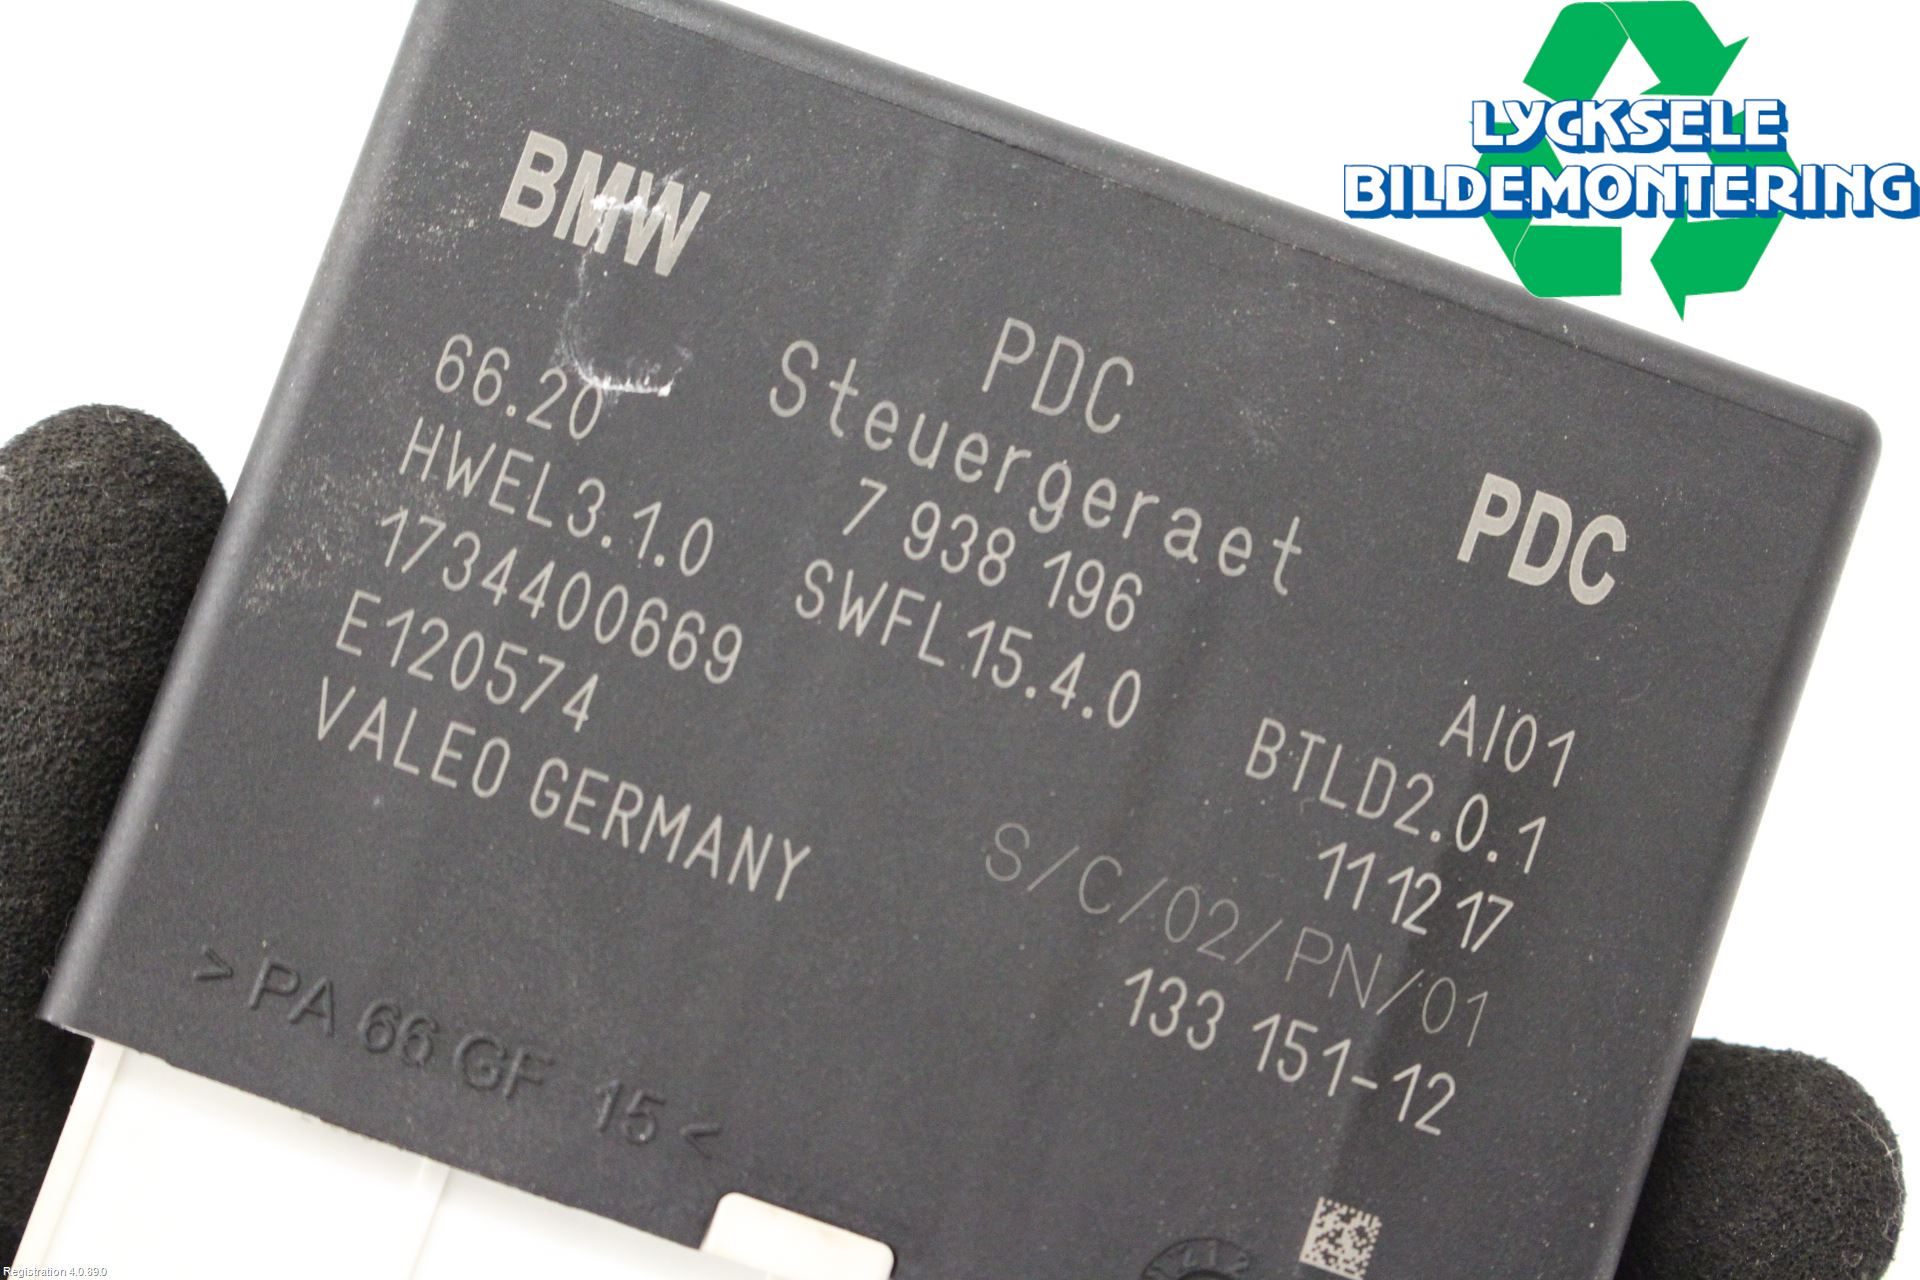 LYCKSELE
BILDEMONTERING
BMW
PDC
Steuergeraet
PDC
66.20
7 938 196
AI01
HWEL3.1.0
SWFL15.4.0
BTLD2.0.1
1734400669
11 12 17
E120574
S/C/02/PN/01
VALEO GERMANY
133 151-12
>PA 66 GF 15<
Registration 4.0.89.0